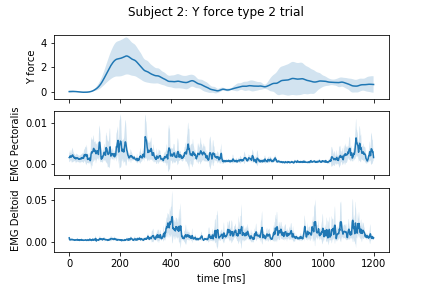 Subject 2: Y force type 2 trial
Y force
4
2
0
EMG Pectoralis
0.01
0.00
EMG Deltoid
0.05
0.00
0 200 400 600 800 1000 1200
time [ms]